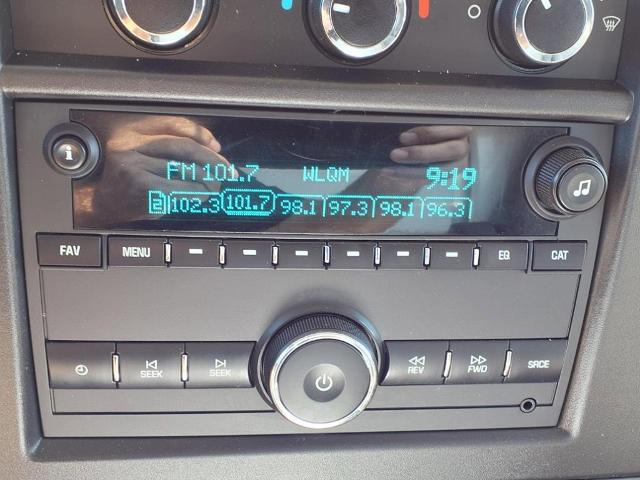 i
FM 101.7 WLQM 9:19
2 102.3 101.7 98.1 97.3 98.1 96.3
FAV MENU EQ CAT
SEEK SEEK REV FWD SRCE